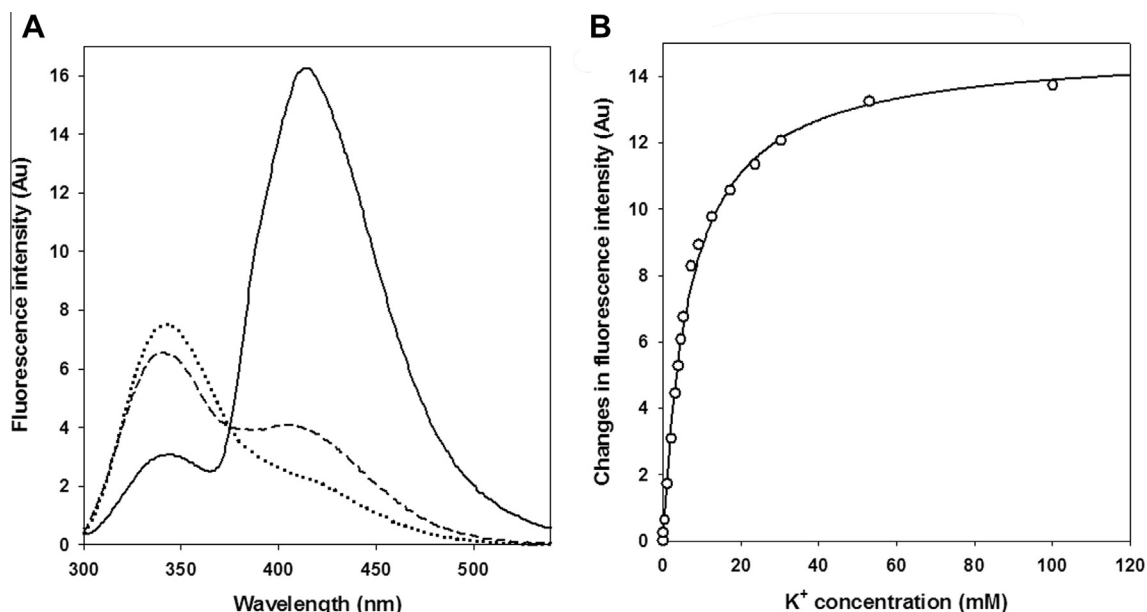 A
Fluorescence intensity (Au)
16
14
12
10
8
6
4
2
0
300 350 400 450 500
Wavelength (nm)
B
Changes in fluorescence intensity (Au)
14
12
10
8
6
4
2
0
0 20 40 60 80 100 120
K⁺ concentration (mM)